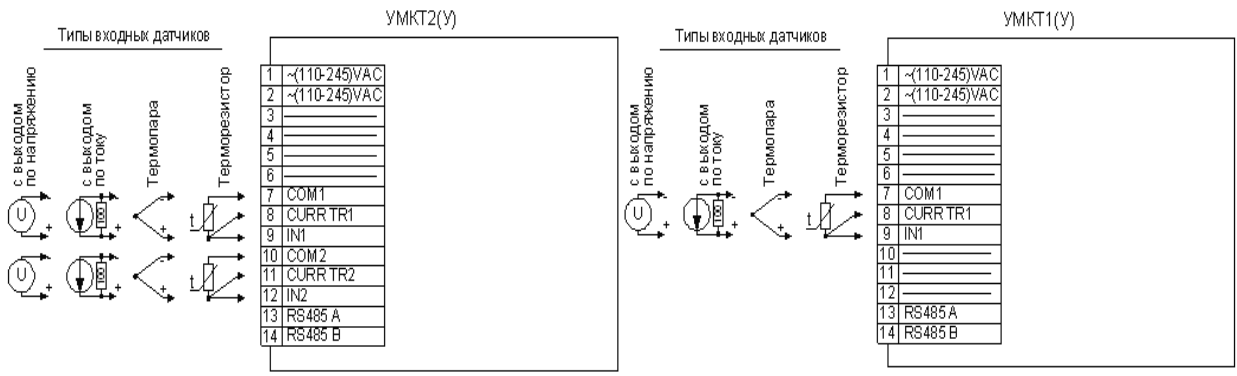 УМКТ2(У)
Типы входных датчиков
с выходом
по напряжению
с выходом
по току
Термопара
Терморезистор
1 ~(110-245)VAC
2 ~(110-245)VAC
3
4
5
6
7 COM1
8 CURR TR1
9 IN1
10 COM2
11 CURR TR2
12 IN2
13 RS485 A
14 RS485 B
U - +
100 - +
- +
t
U - +
100 - +
- +
t
УМКТ1(У)
Типы входных датчиков
с выходом
по напряжению
с выходом
по току
Термопара
Терморезистор
1 ~(110-245)VAC
2 ~(110-245)VAC
3
4
5
6
7 COM1
8 CURR TR1
9 IN1
10
11
12
13 RS485 A
14 RS485 B
U - +
100 - +
- +
t